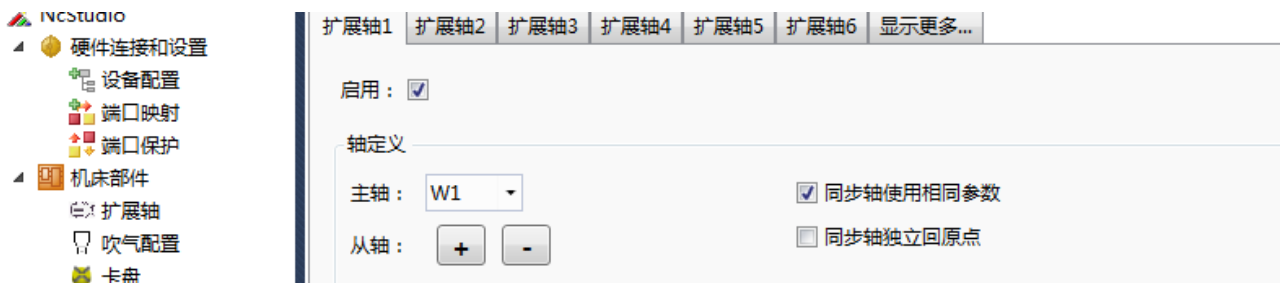 NcStudio
硬件连接和设置
设备配置
端口映射
端口保护
机床部件
扩展轴
吹气配置
卡盘
扩展轴1 扩展轴2 扩展轴3 扩展轴4 扩展轴5 扩展轴6 显示更多...
启用：
轴定义
主轴： W1
同步轴使用相同参数
从轴： + -
同步轴独立回原点